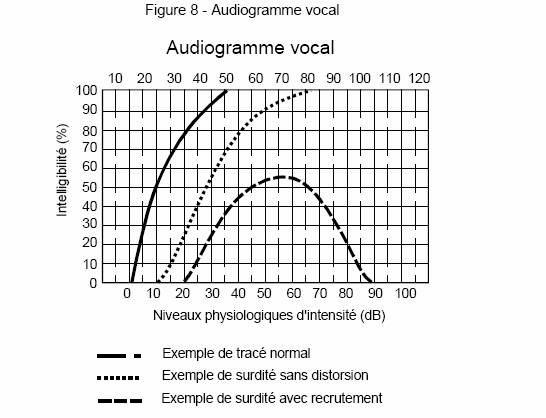 Figure 8 - Audiogramme vocal
Audiogramme vocal
10 20 30 40 50 60 70 80 90 100 110 120
100
90
80
70
60
50
40
30
20
10
0
Intelligibilité (%)
0 10 20 30 40 50 60 70 80 90 100
Niveaux physiologiques d'intensité (dB)
Exemple de tracé normal
Exemple de surdité sans distorsion
Exemple de surdité avec recrutement